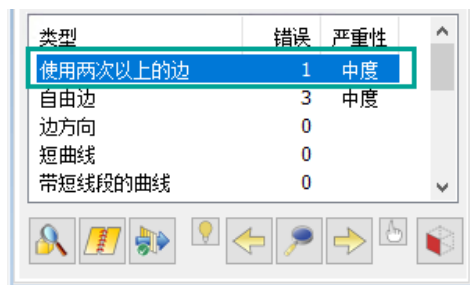 类型 错误 严重性
使用两次以上的边 1 中度
自由边 3 中度
边方向 0
短曲线 0
带短线段的曲线 0